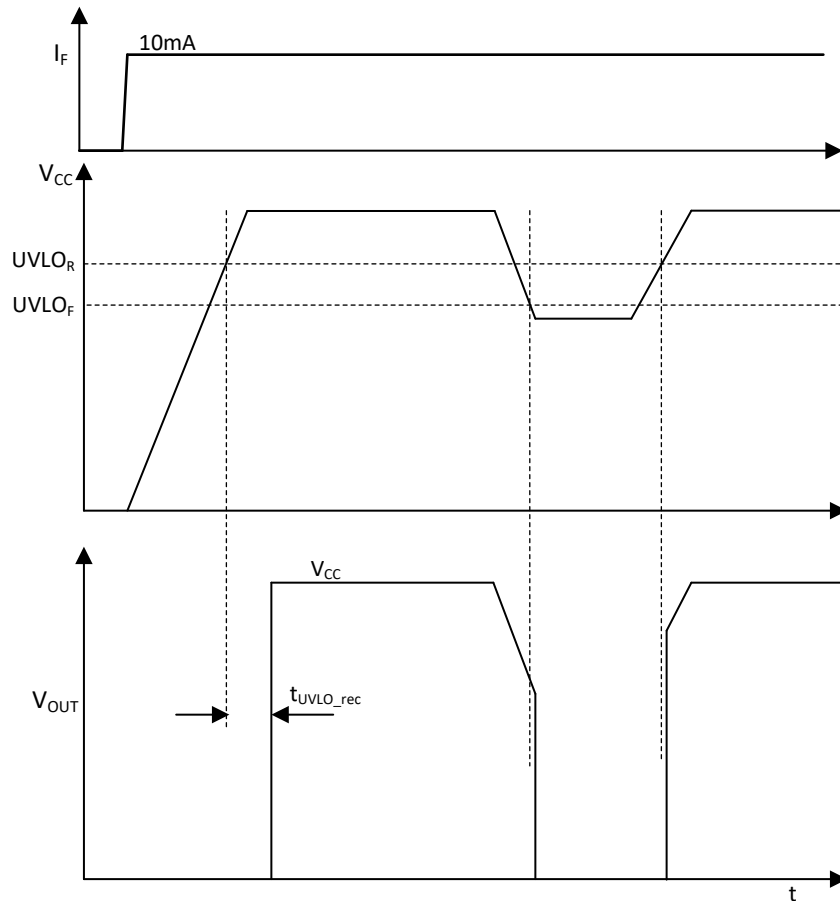 10mA
I_F
V_CC
UVLO_R
UVLO_F
V_CC
t_UVLO_rec
V_OUT
t